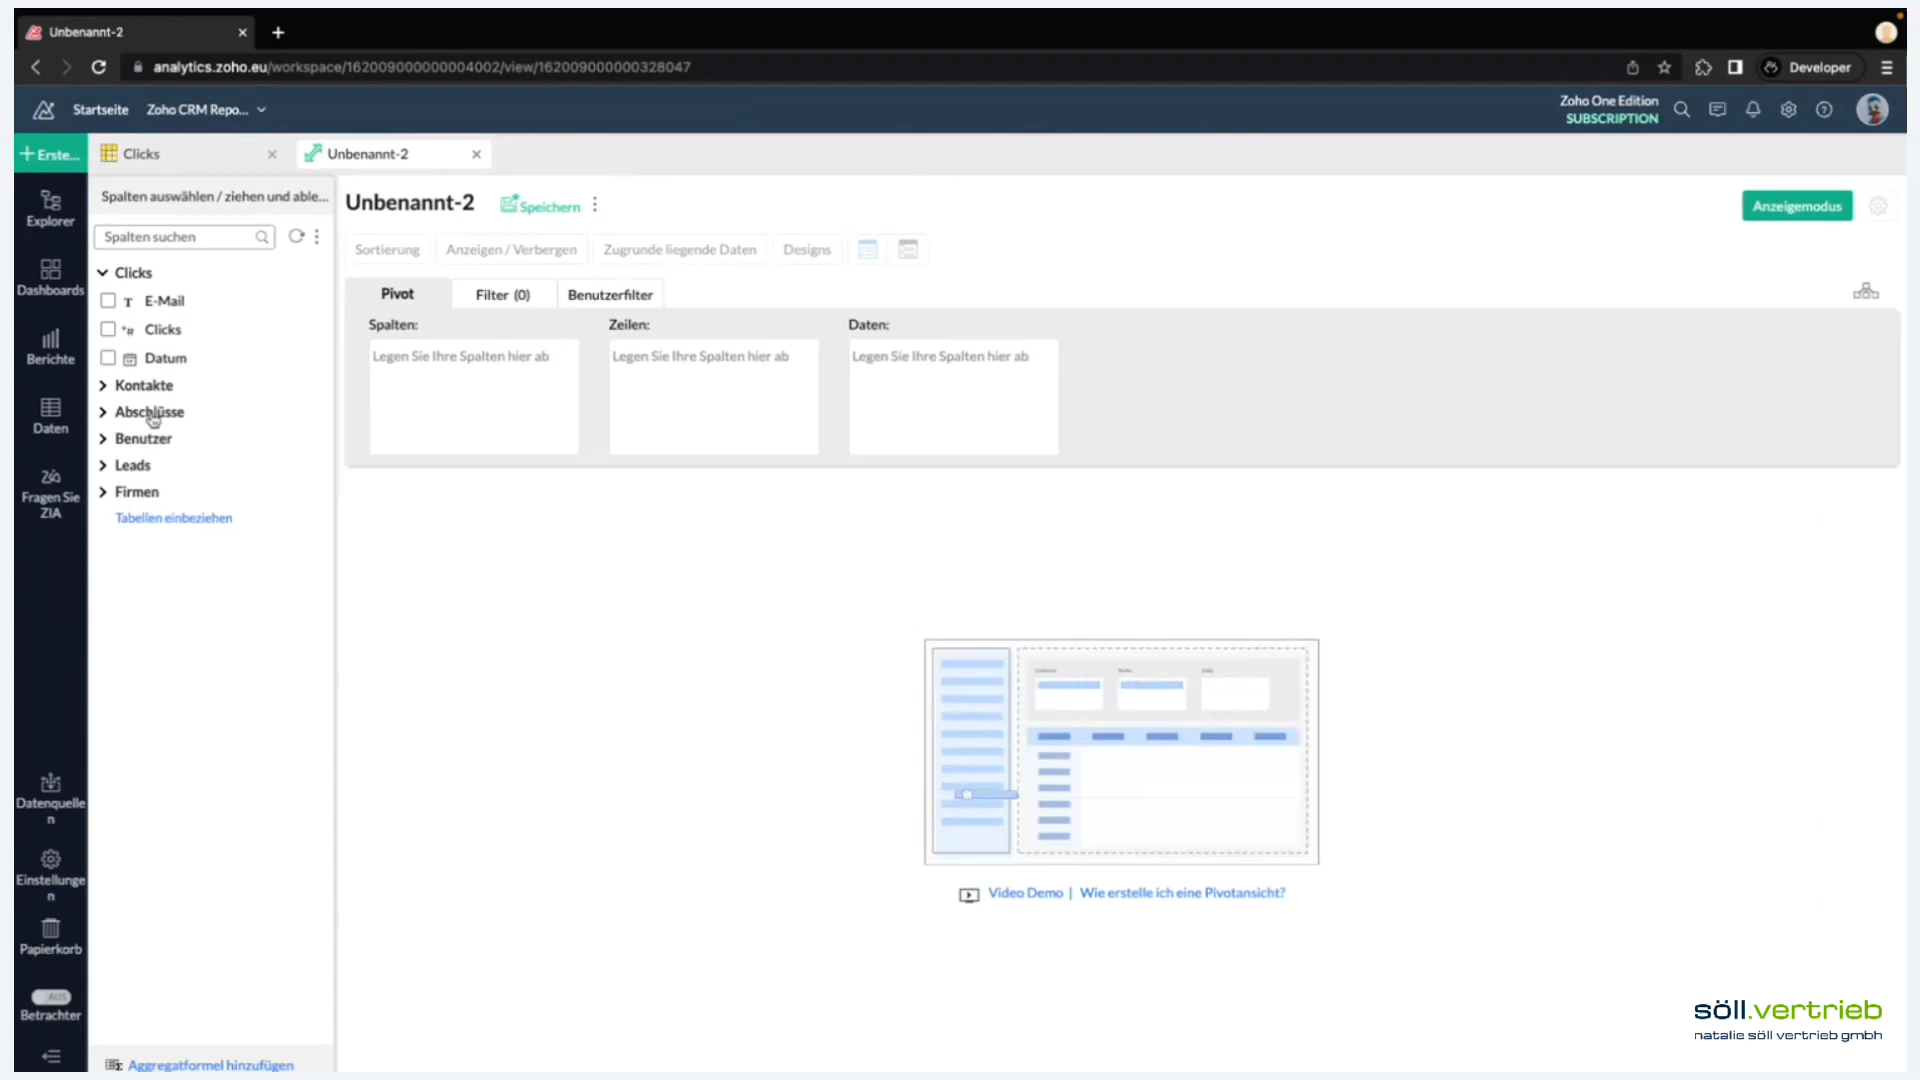 Unbenannt-2
analytics.zoho.eu/workspace/162009000000004002/view/162009000000328047
Developer
Startseite
Zoho CRM Repo...
Zoho One Edition
SUBSCRIPTION
Erste...
Clicks
Unbenannt-2
Explorer
Dashboards
Berichte
Daten
Fragen Sie
ZIA
Datenquelle
n
Einstellunge
n
Papierkorb
AUS
Betrachter
Spalten auswählen / ziehen und able...
Spalten suchen
Clicks
E-Mail
Clicks
Datum
Kontakte
Abschlüsse
Benutzer
Leads
Firmen
Tabellen einbeziehen
Aggregatformel hinzufügen
Unbenannt-2
Speichern
Anzeigemodus
Sortierung
Anzeigen / Verbergen
Zugrunde liegende Daten
Designs
Pivot
Filter (0)
Benutzerfilter
Spalten:
Zeilen:
Daten:
Legen Sie Ihre Spalten hier ab
Legen Sie Ihre Spalten hier ab
Legen Sie Ihre Spalten hier ab
Video Demo | Wie erstelle ich eine Pivotansicht?
söll.vertrieb
natalie söll vertrieb gmbh